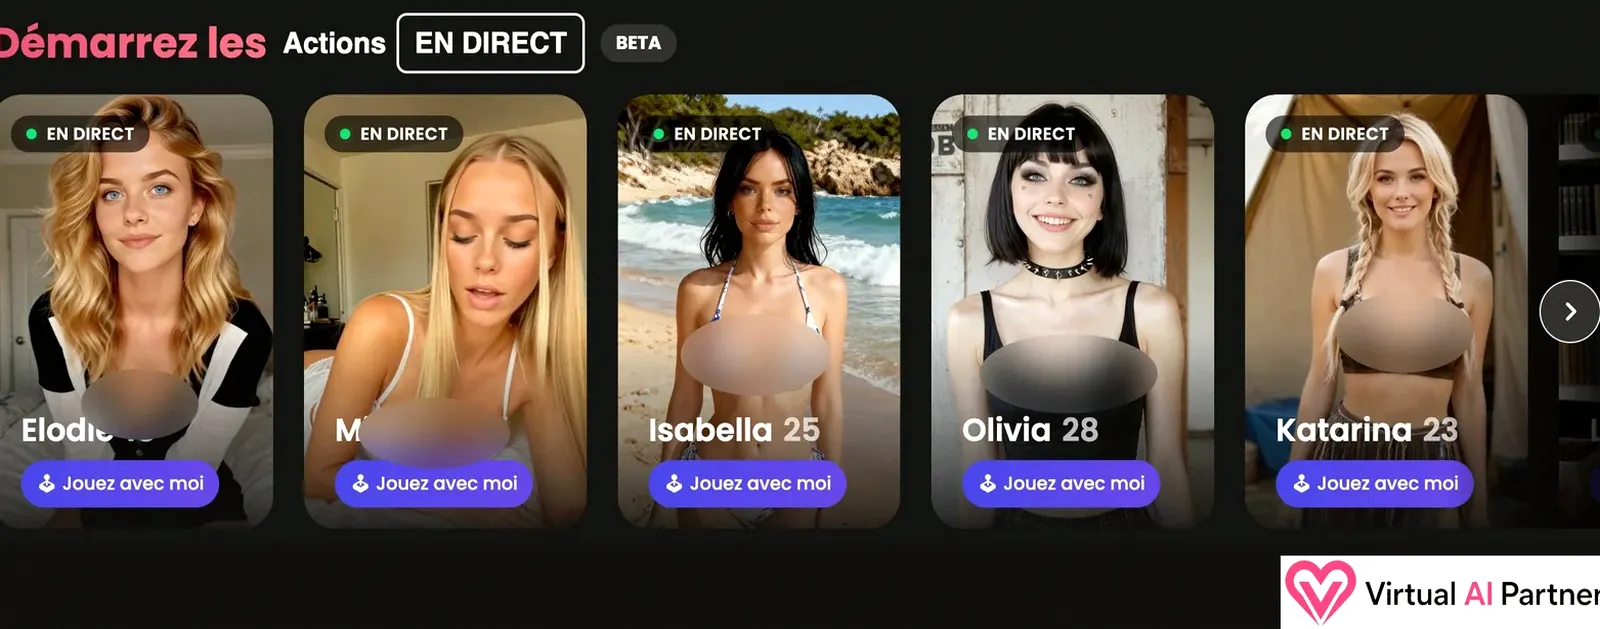 Démarrez les Actions EN DIRECT BETA
EN DIRECT
EN DIRECT
EN DIRECT
EN DIRECT
EN DIRECT
Elodie
Isabella 25
Olivia 28
Katarina 23
Jouez avec moi
Jouez avec moi
Jouez avec moi
Jouez avec moi
Jouez avec moi
Virtual AI Partner